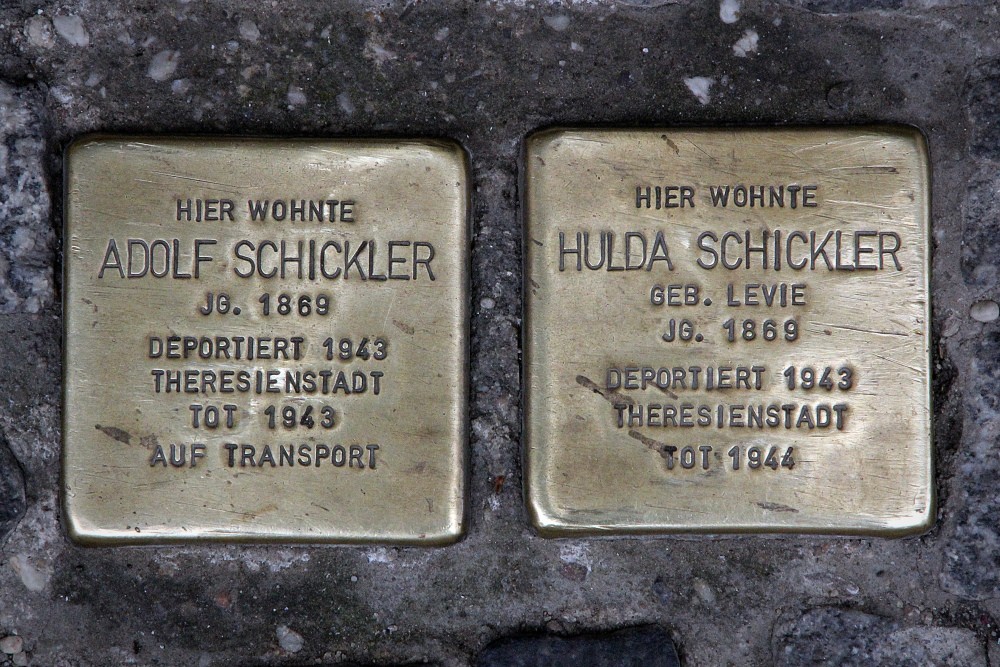 HIER WOHNTE
ADOLF SCHICKLER
JG. 1869
DEPORTIERT 1943
THERESIENSTADT
TOT 1943
AUF TRANSPORT
HIER WOHNTE
HULDA SCHICKLER
GEB. LEVIE
JG. 1869
DEPORTIERT 1943
THERESIENSTADT
TOT 1944